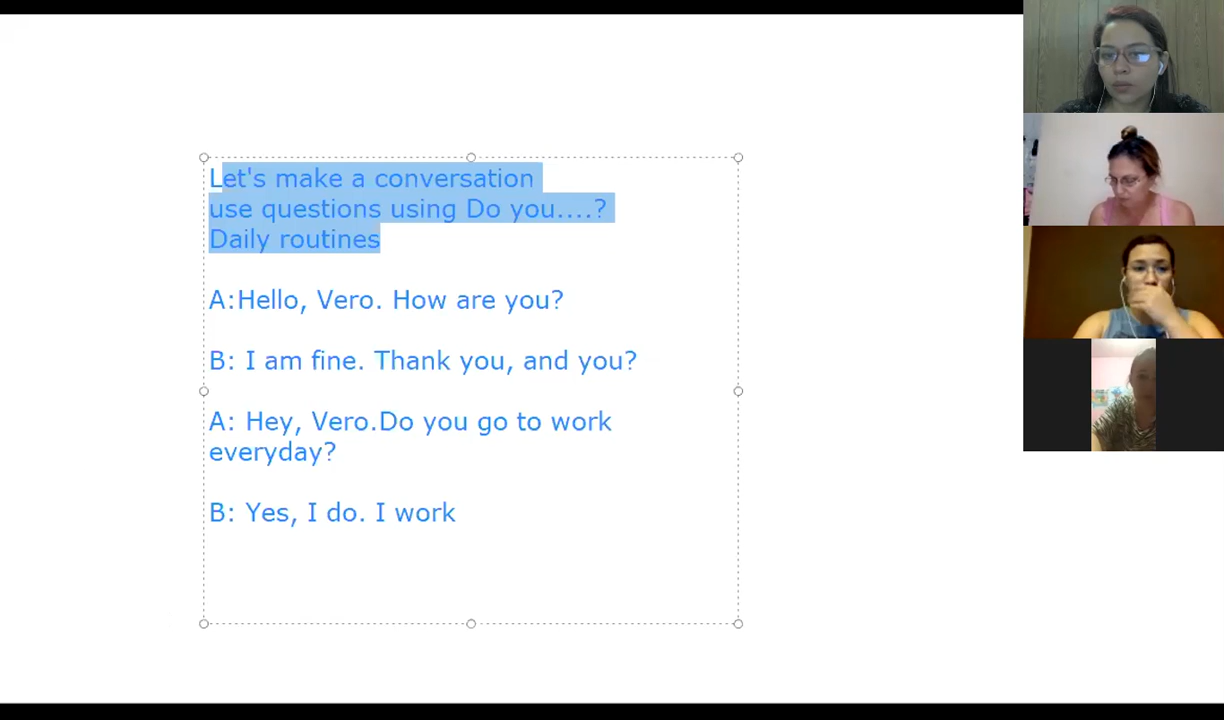 Let's make a conversation
use questions using Do you....?
Daily routines
A:Hello, Vero. How are you?
B: I am fine. Thank you, and you?
A: Hey, Vero.Do you go to work
everyday?
B: Yes, I do. I work